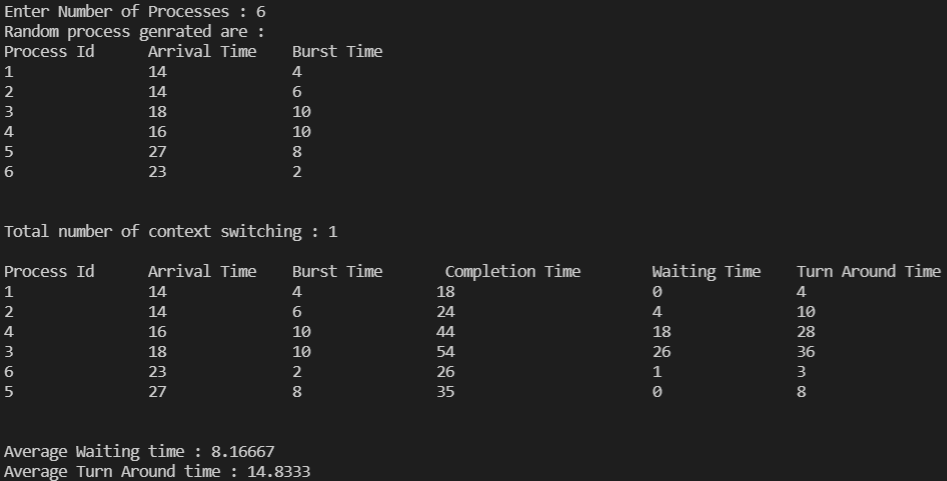 Enter Number of Processes : 6
Random process genrated are :
Process Id Arrival Time Burst Time
1 14 4
2 14 6
3 18 10
4 16 10
5 27 8
6 23 2
Total number of context switching : 1
Process Id Arrival Time Burst Time Completion Time Waiting Time Turn Around Time
1 14 4 18 0 4
2 14 6 24 4 10
4 16 10 44 18 28
3 18 10 54 26 36
6 23 2 26 1 3
5 27 8 35 0 8
Average Waiting time : 8.16667
Average Turn Around time : 14.8333